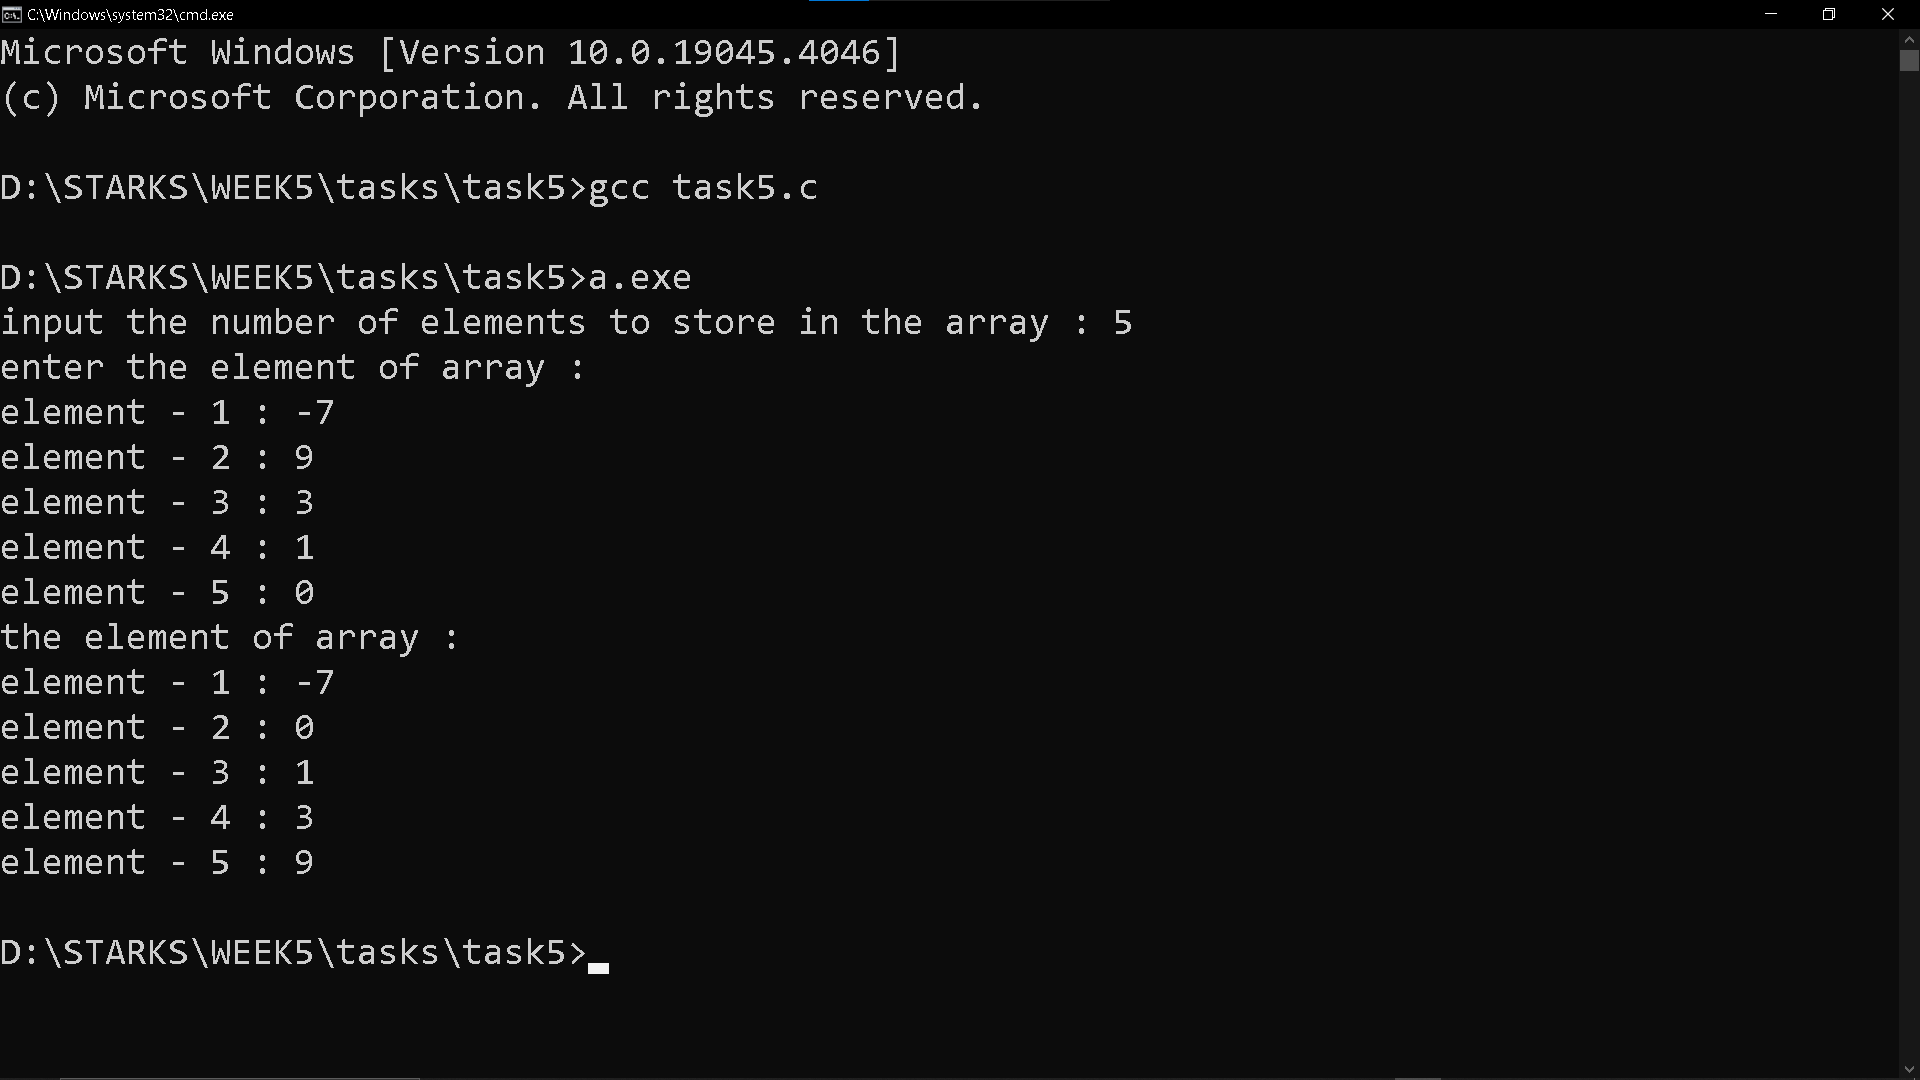 C:\Windows\system32\cmd.exe
Microsoft Windows [Version 10.0.19045.4046]
(c) Microsoft Corporation. All rights reserved.
D:\STARKS\WEEK5\tasks\task5>gcc task5.c
D:\STARKS\WEEK5\tasks\task5>a.exe
input the number of elements to store in the array : 5
enter the element of array :
element - 1 : -7
element - 2 : 9
element - 3 : 3
element - 4 : 1
element - 5 : 0
the element of array :
element - 1 : -7
element - 2 : 0
element - 3 : 1
element - 4 : 3
element - 5 : 9
D:\STARKS\WEEK5\tasks\task5>